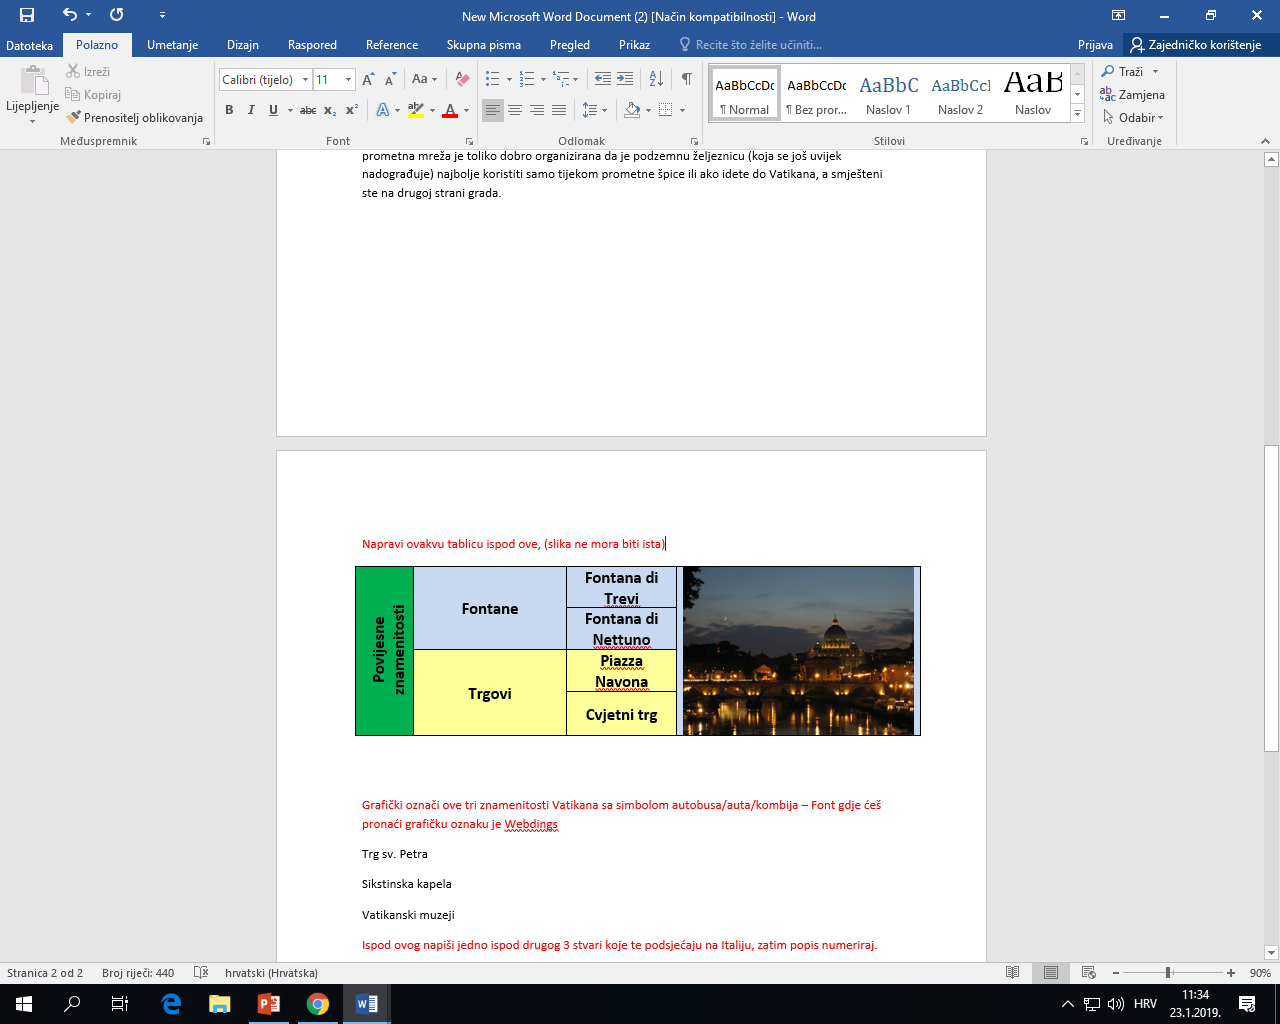 New Microsoft Word Document (2) [Način kompatibilnosti] - Word
Datoteka Polazno Umetanje Dizajn Raspored Reference Skupna pisma Pregled Prikaz Recite što želite učiniti... Prijava Zajedničko korištenje
Lijepljenje
Izreži
Kopiraj
Prenositelj oblikovanja
Međuspremnik
Calibri (tijelo) 11
Font
Odlomak
AaBbCcDc AaBbCcDc AaBbC AaBbCcI AaB
¶ Normal ¶ Bez pror... Naslov 1 Naslov 2 Naslov
Stilovi
Traži
Zamjena
Odabir
Uređivanje
prometna mreža je toliko dobro organizirana da je podzemnu željeznicu (koja se još uvijek
nadograđuje) najbolje koristiti samo tijekom prometne špice ili ako idete do Vatikana, a smješteni
ste na drugoj strani grada.
Napravi ovakvu tablicu ispod ove, (slika ne mora biti ista)
Povijesne
znamenitosti
Fontane
Fontana di
Trevi
Fontana di
Nettuno
Trgovi
Piazza
Navona
Cvjetni trg
Grafički označi ove tri znamenitosti Vatikana sa simbolom autobusa/auta/kombija – Font gdje ćeš
pronaći grafičku oznaku je Webdings
Trg sv. Petra
Sikstinska kapela
Vatikanski muzeji
Ispod ovog napiši jedno ispod drugog 3 stvari koje te podsjećaju na Italiju, zatim popis numeriraj.
Stranica 2 od 2 Broj riječi: 440 hrvatski (Hrvatska) 90%
HRV
11:34
23.1.2019.